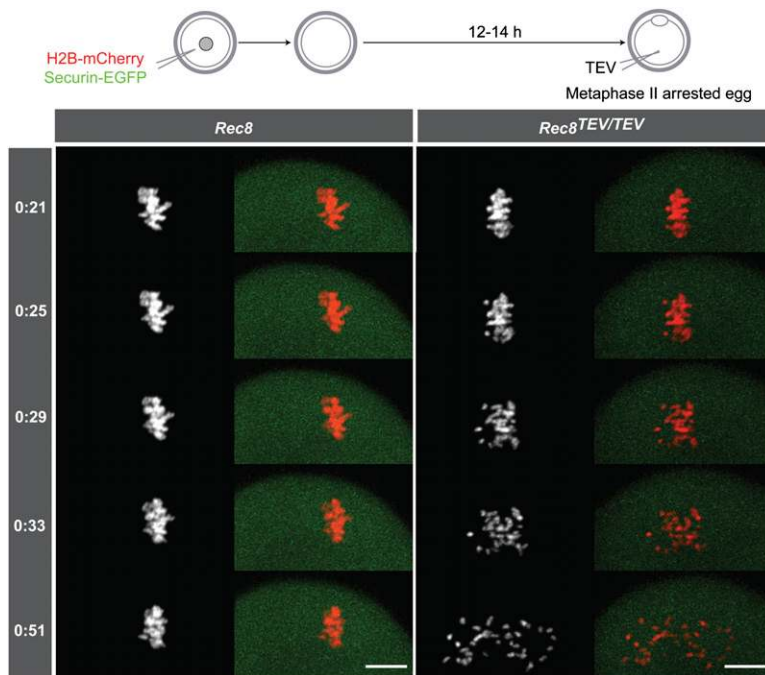 12-14 h
H2B-mCherry
Securin-EGFP
TEV
Metaphase II arrested egg
Rec8
Rec8TEV/TEV
0:21
0:25
0:29
0:33
0:51